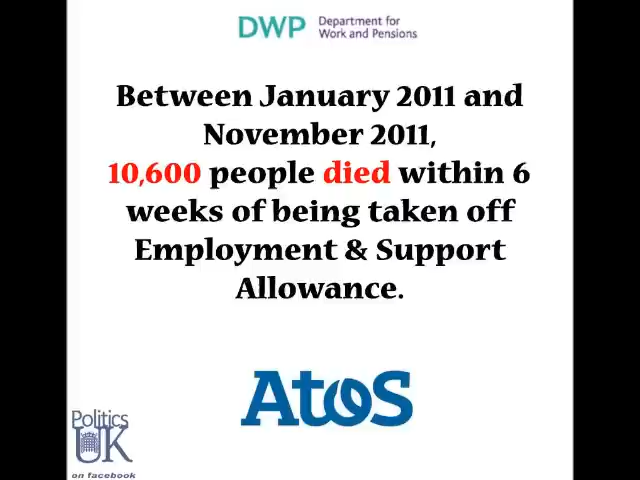 DWP Department for
Work and Pensions
Between January 2011 and
November 2011,
10,600 people died within 6
weeks of being taken off
Employment & Support
Allowance.
Atos
Politics
UK
on facebook